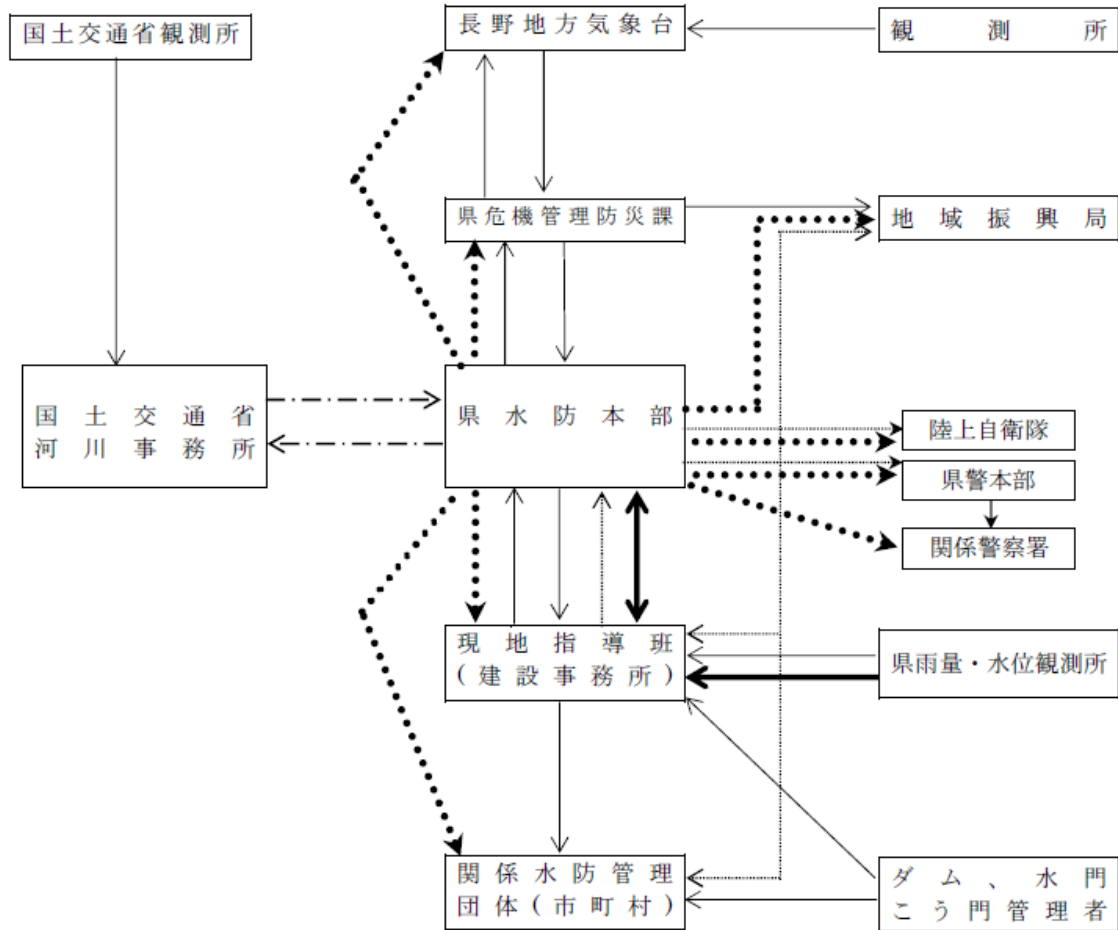 国土交通省観測所
長野地方気象台
観測所
県危機管理防災課
地域振興局
国土交通省
河川事務所
県水防本部
陸上自衛隊
県警本部
関係警察署
現地指導班
(建設事務所)
県雨量・水位観測所
関係水防管理
団体(市町村)
ダム、水門
こう門管理者